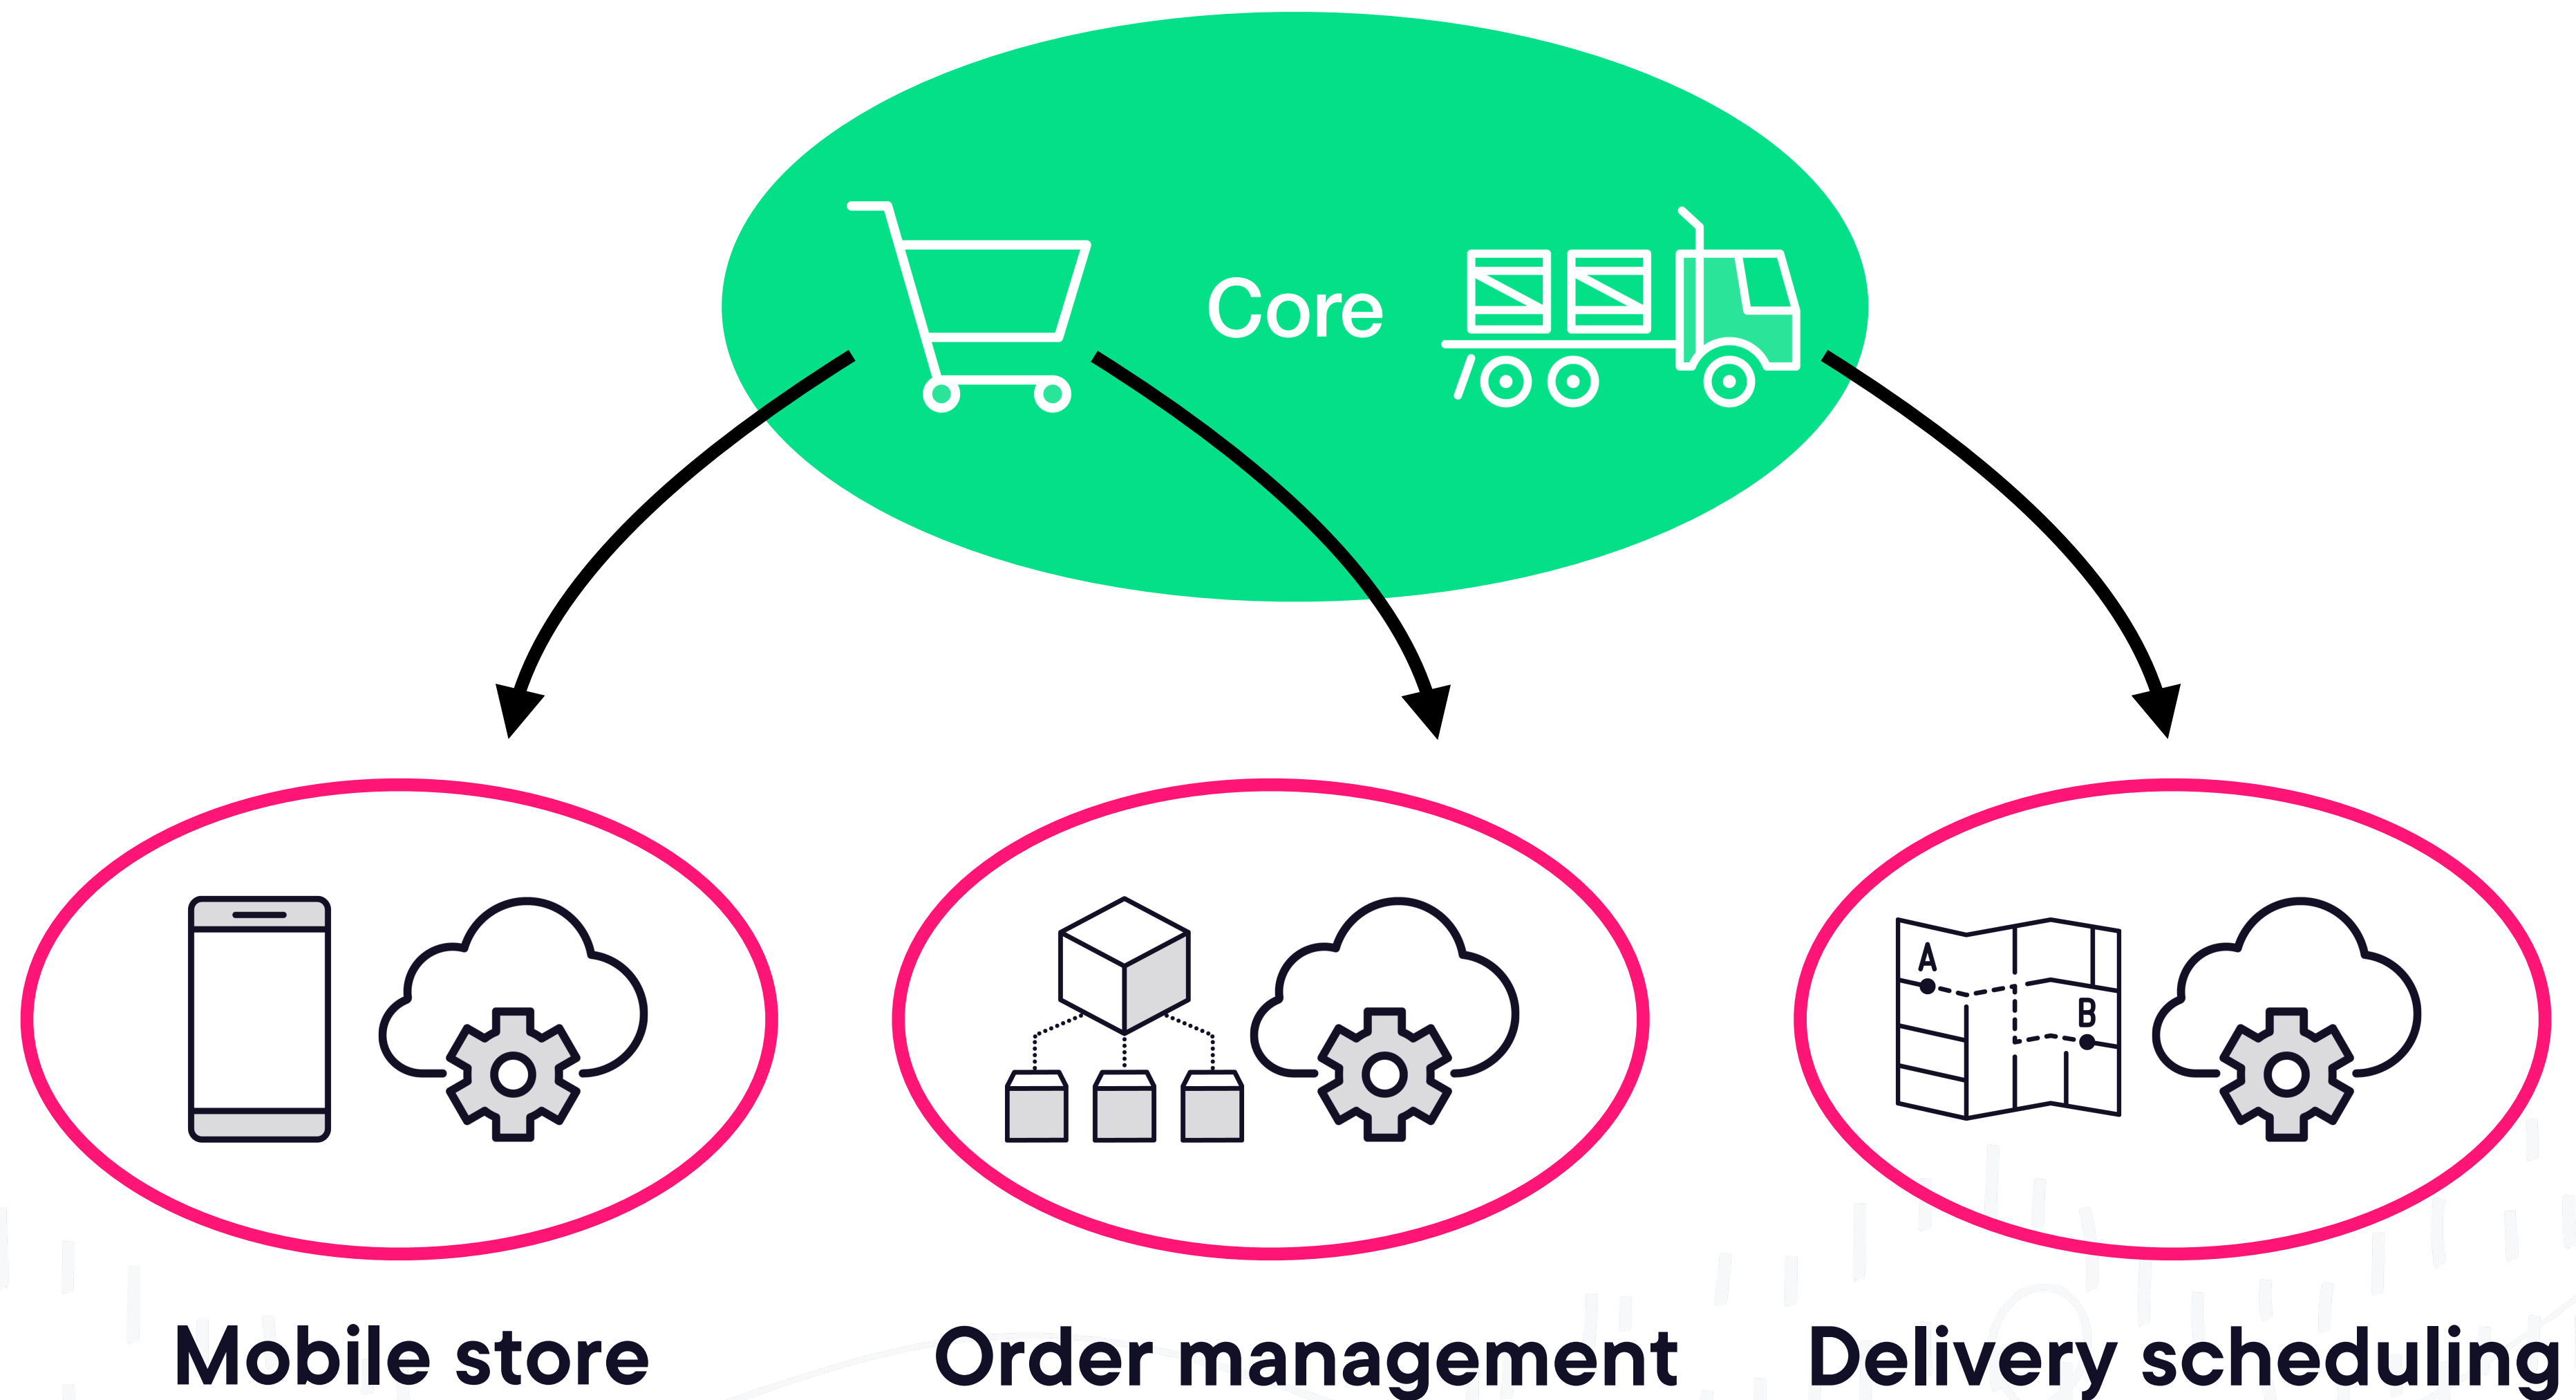 Core
A
B
Mobile store
Order management
Delivery scheduling